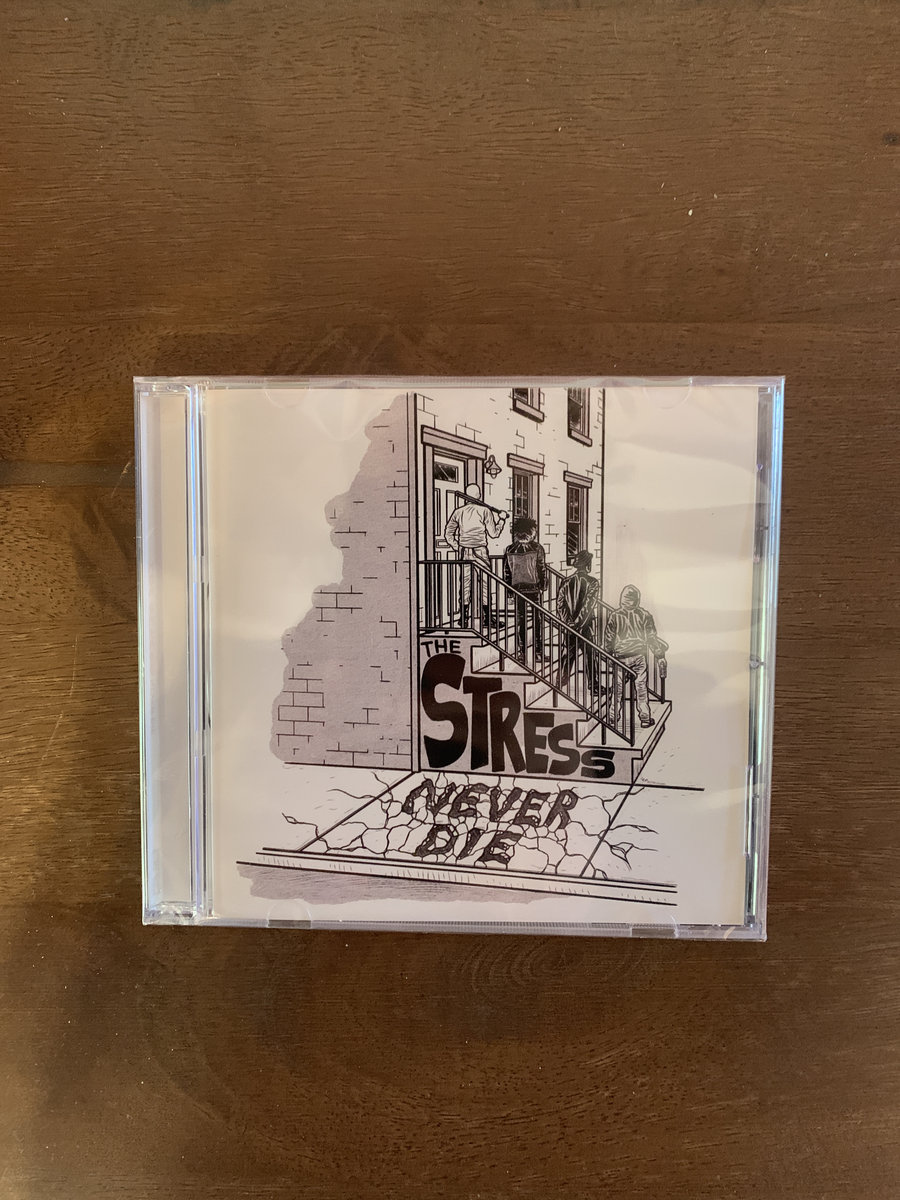 THE
STRESS
NEVER
DIE